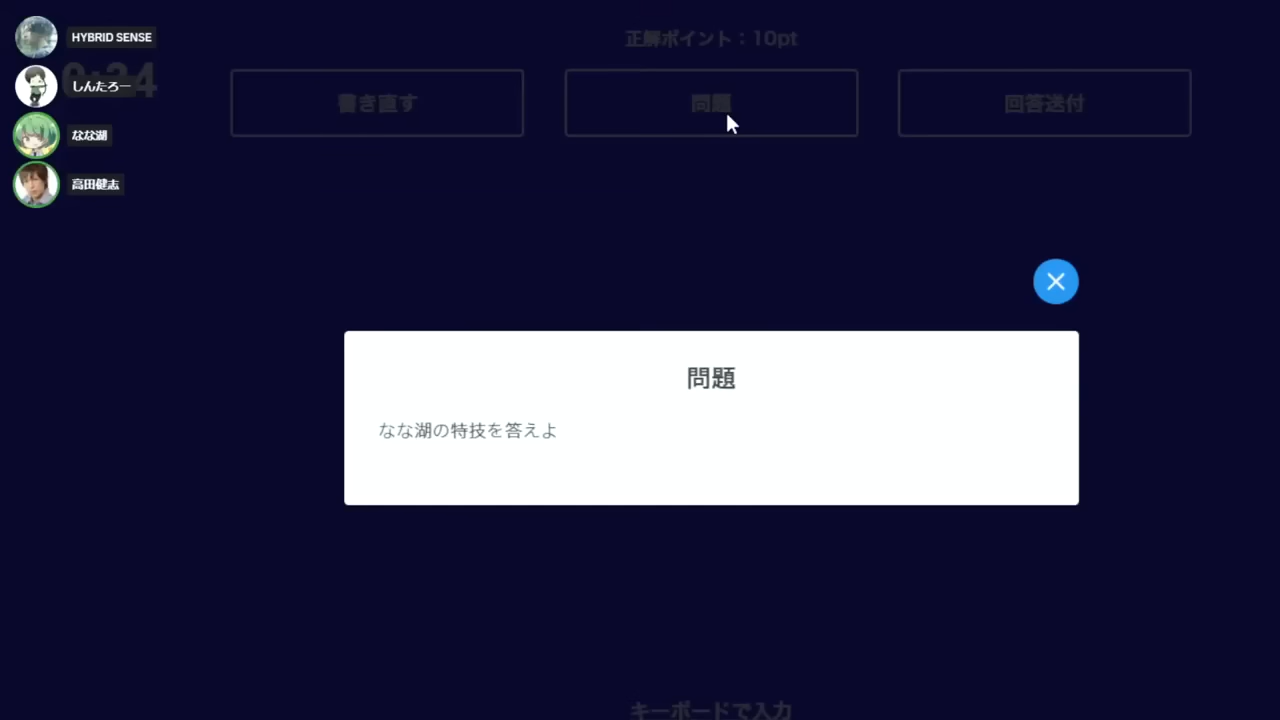 HYBRID SENSE
しんたろー
なな湖
高田健志
正解ポイント：10pt
書き直す
問題
回答送付
問題
なな湖の特技を答えよ
キーボードで入力